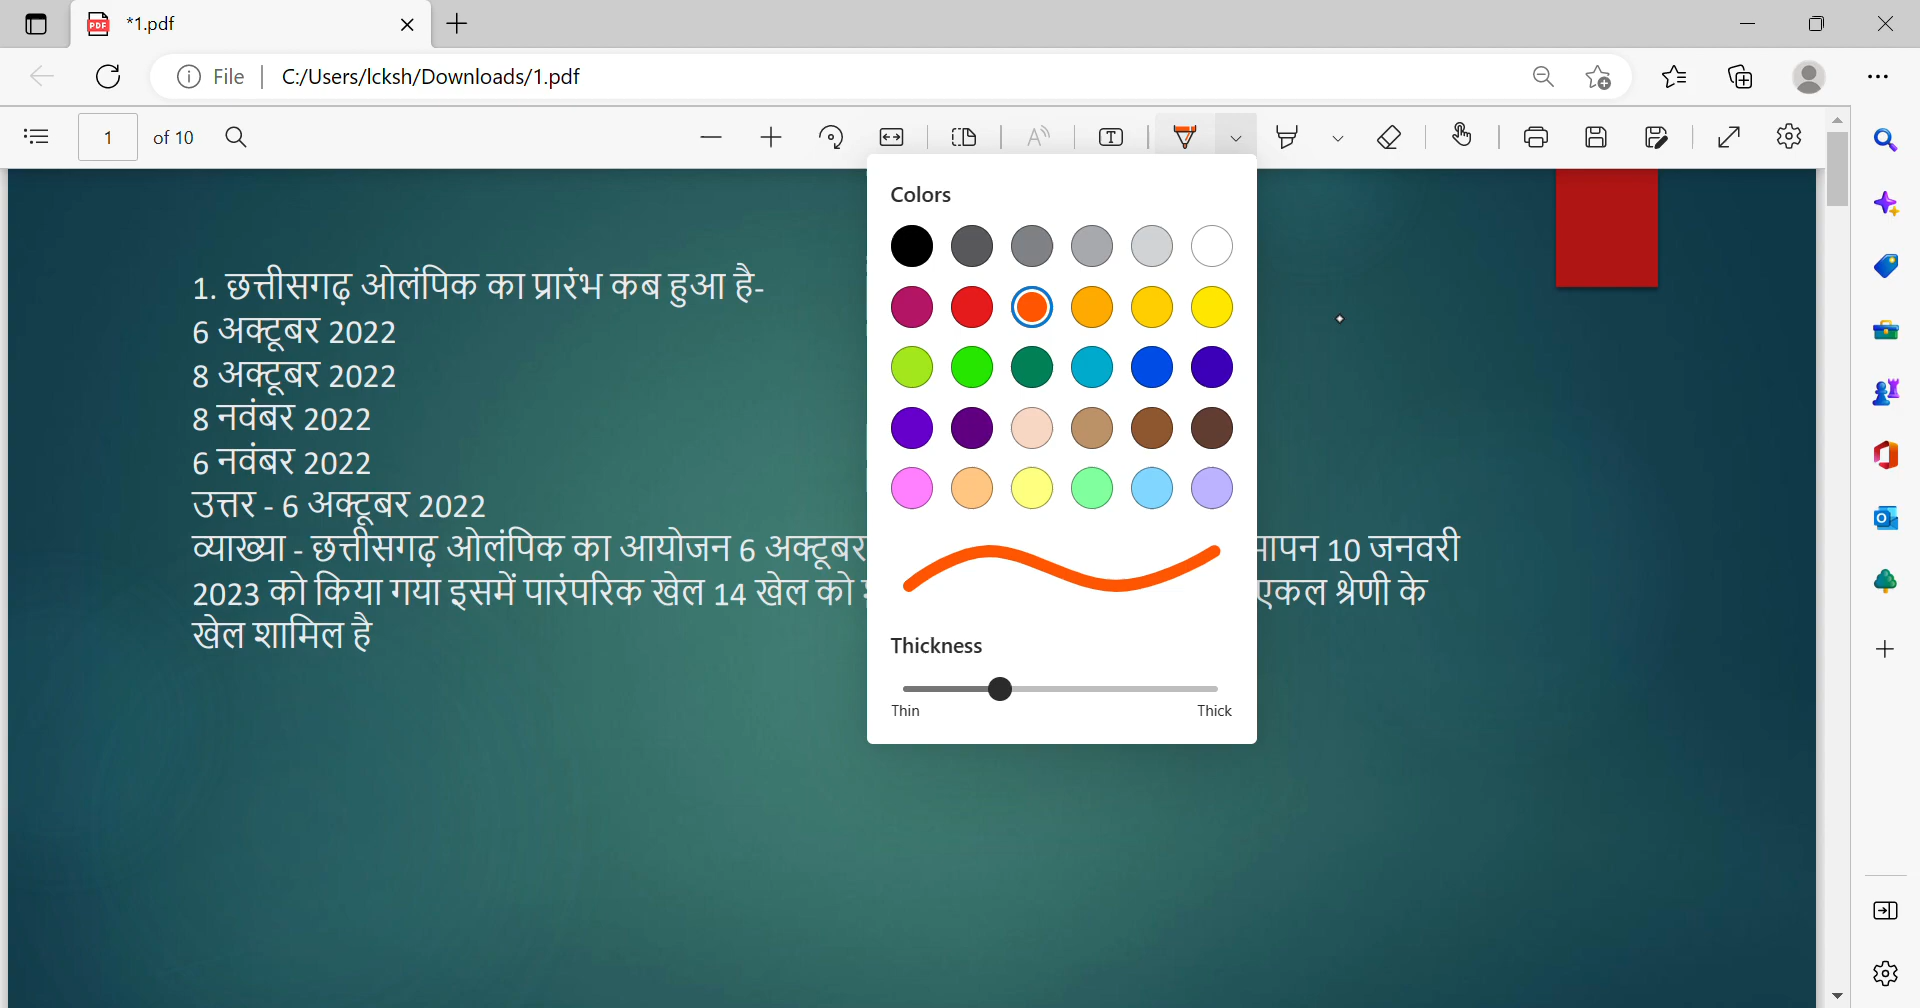 *1.pdf
File
C:/Users/lcksh/Downloads/1.pdf
1
of 10
Colors
1. छत्तीसगढ़ ओलंपिक का प्रारंभ कब हुआ है-
6 अक्टूबर 2022
8 अक्टूबर 2022
8 नवंबर 2022
6 नवंबर 2022
उत्तर - 6 अक्टूबर 2022
व्याख्या - छत्तीसगढ़ ओलंपिक का आयोजन 6 अक्टूबर 10 जनवरी
2023 को किया गया इसमें पारंपरिक खेल 14 खेल को एकल श्रेणी के
खेल शामिल है
Thickness
Thin
Thick